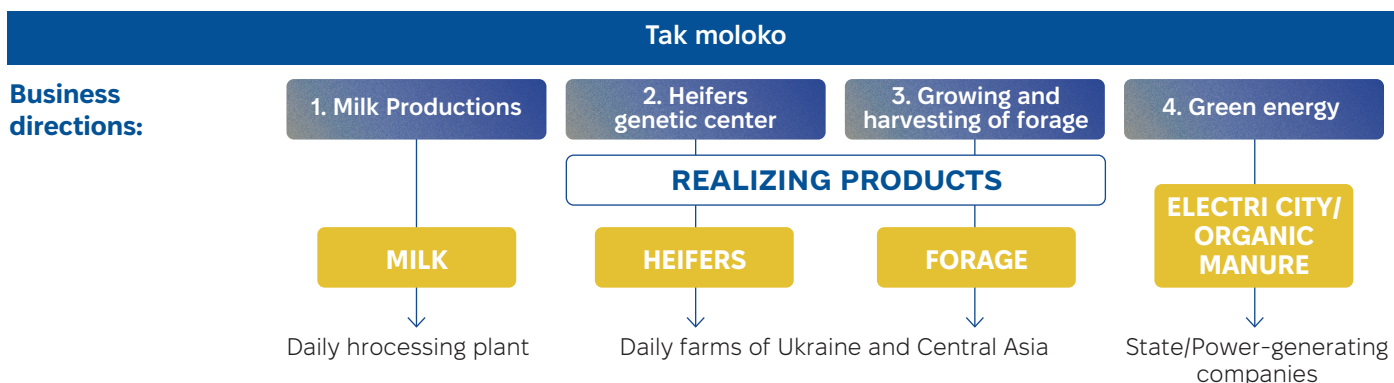 Tak moloko
Business
directions:
1. Milk Productions
2. Heifers
genetic center
3. Growing and
harvesting of forage
4. Green energy
REALIZING PRODUCTS
MILK
HEIFERS
FORAGE
ELECTRI CITY/
ORGANIC
MANURE
Daily hrocessing plant
Daily farms of Ukraine and Central Asia
State/Power-generating
companies